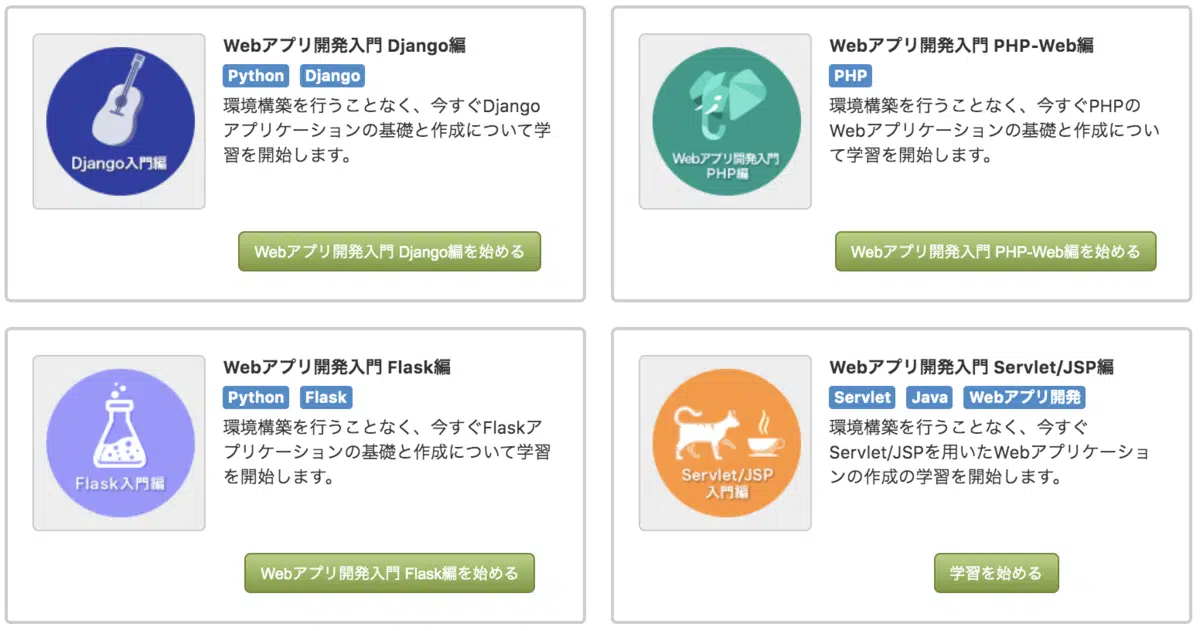 Webアプリ開発入門 Django編
Python Django
環境構築を行うことなく、今すぐDjango
アプリケーションの基礎と作成について学
習を開始します。
Django入門編
Webアプリ開発入門 Django編を始める
Webアプリ開発入門 PHP-Web編
PHP
環境構築を行うことなく、今すぐPHPの
Webアプリケーションの基礎と作成につい
て学習を開始します。
Webアプリ開発入門
PHP編
Webアプリ開発入門 PHP-Web編を始める
Webアプリ開発入門 Flask編
Python Flask
環境構築を行うことなく、今すぐFlaskア
プリケーションの基礎と作成について学習
を開始します。
Flask入門編
Webアプリ開発入門 Flask編を始める
Webアプリ開発入門 Servlet/JSP編
Servlet Java Webアプリ開発
環境構築を行うことなく、今すぐ
Servlet/JSPを用いたWebアプリケーショ
ンの作成の学習を開始します。
Servlet/JSP
入門編
学習を始める